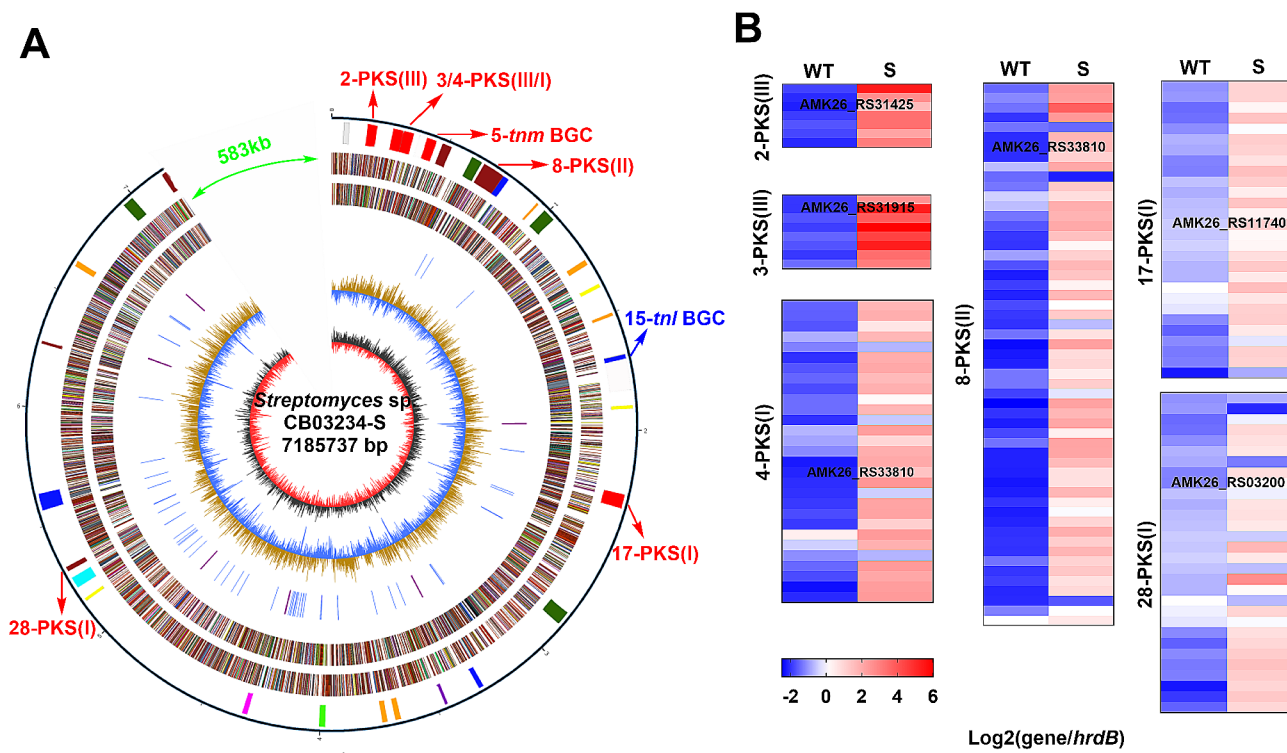 A
583kb
2-PKS(III)
3/4-PKS(III/I)
5-tnm BGC
8-PKS(II)
15-tnl BGC
17-PKS(I)
28-PKS(I)
Streptomyces sp.
CB03234-S
7185737 bp
B
WT S
2-PKS(III)
AMK26_RS31425
3-PKS(III)
AMK26_RS31915
4-PKS(I)
AMK26_RS33810
WT S
8-PKS(II)
AMK26_RS33810
WT S
17-PKS(I)
AMK26_RS11740
28-PKS(I)
AMK26_RS03200
-2 0 2 4 6
Log2(gene/hrdB)